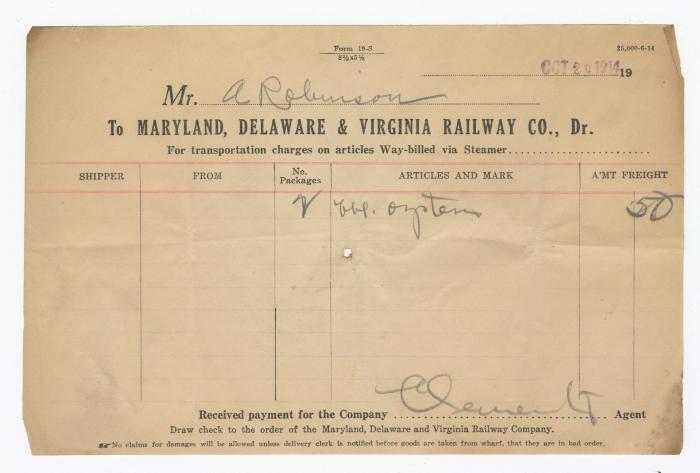 Form 19-S
8½x5½
25,000-6-14
OCT 29 1914 19
Mr. A Robinson
To MARYLAND, DELAWARE & VIRGINIA RAILWAY CO., Dr.
For transportation charges on articles Way-billed via Steamer
SHIPPER FROM No. Packages ARTICLES AND MARK A'MT FREIGHT
2 bbl. oysters 50
Received payment for the Company Clements Agent
Draw check to the order of the Maryland, Delaware and Virginia Railway Company.
No claims for damages will be allowed unless delivery clerk is notified before goods are taken from wharf, that they are in bad order.